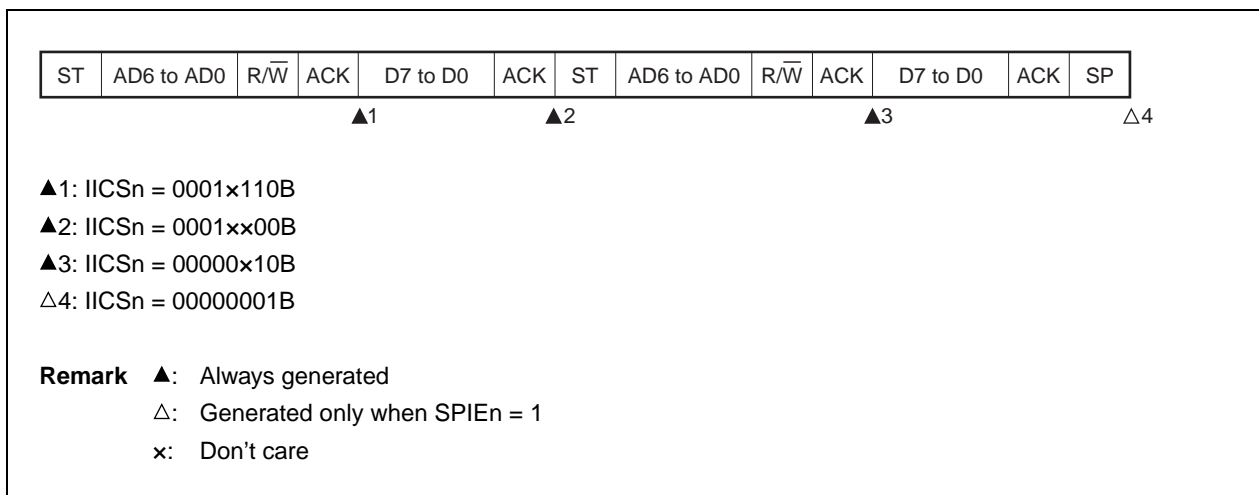 ST AD6 to AD0 R/W̅ ACK D7 to D0 ACK ST AD6 to AD0 R/W̅ ACK D7 to D0 ACK SP
▲1 ▲2 ▲3 △4
▲1: IICSn = 0001×110B
▲2: IICSn = 0001××00B
▲3: IICSn = 00000×10B
△4: IICSn = 00000001B
Remark ▲: Always generated
△: Generated only when SPIEn = 1
×: Don't care